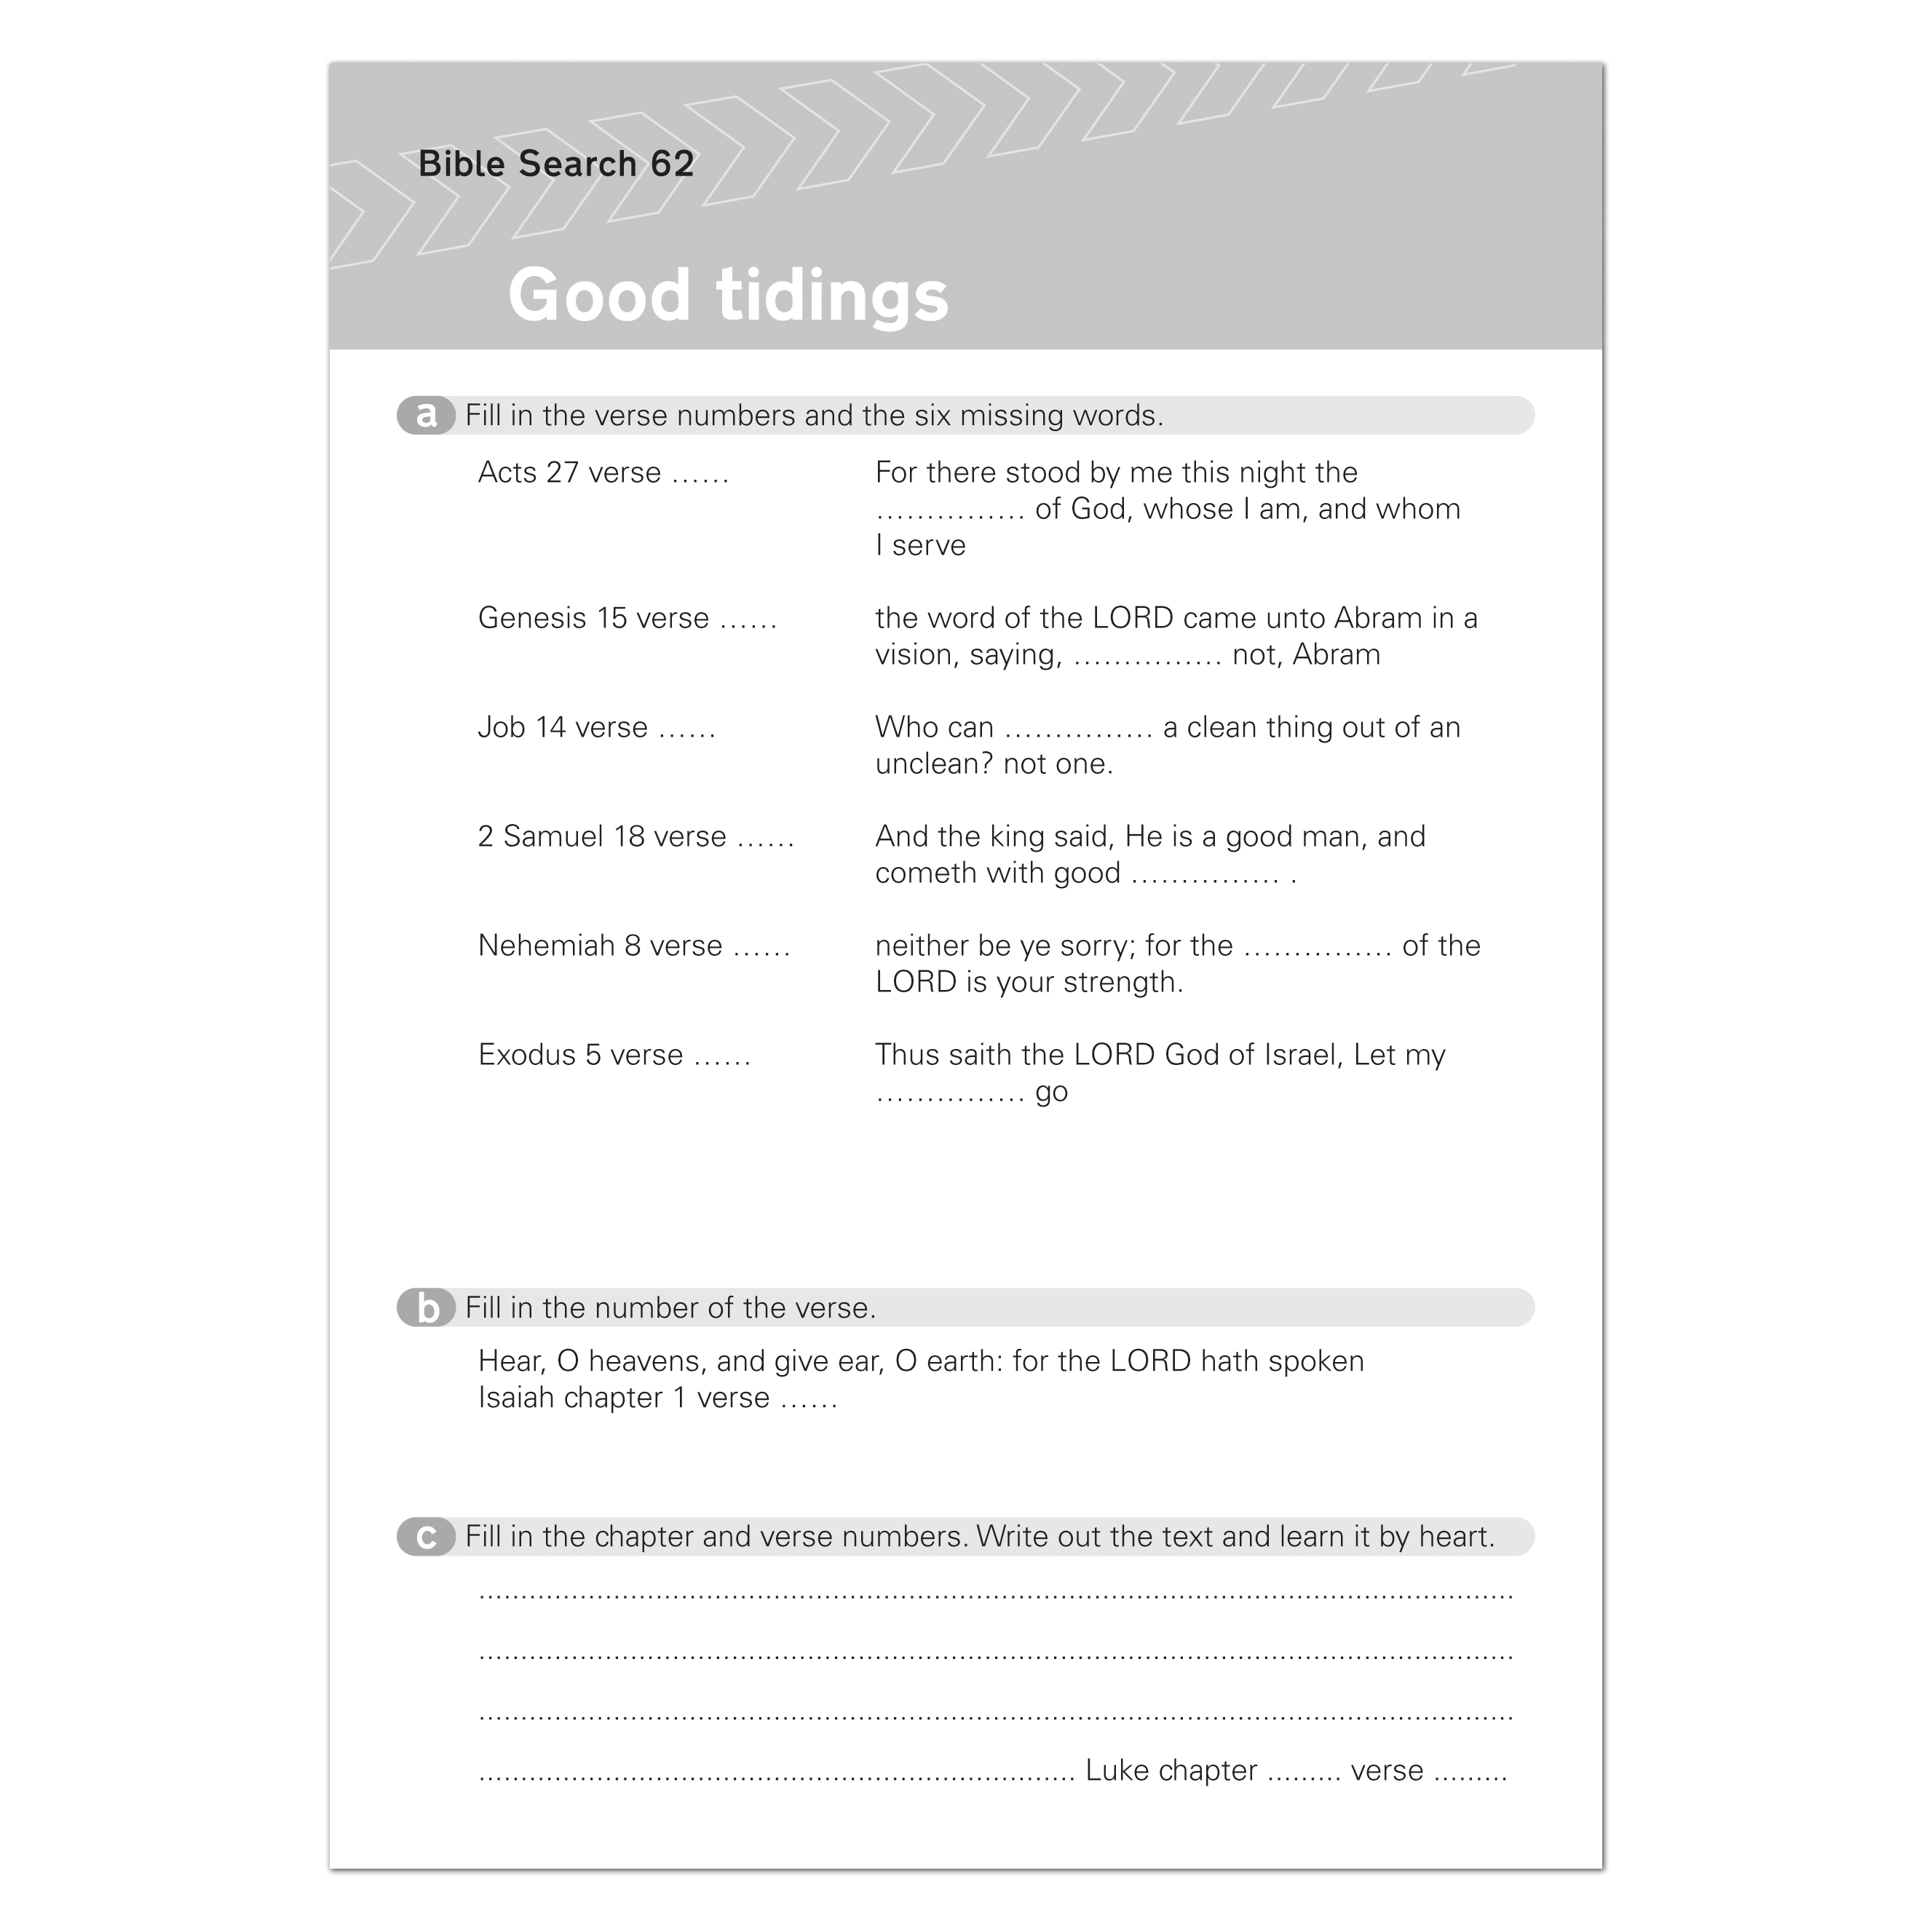 Bible Search 62
Good tidings
a Fill in the verse numbers and the six missing words.
Acts 27 verse ...... For there stood by me this night the
............... of God, whose I am, and whom
I serve
Genesis 15 verse ...... the word of the LORD came unto Abram in a
vision, saying, ............... not, Abram
Job 14 verse ...... Who can ............... a clean thing out of an
unclean? not one.
2 Samuel 18 verse ...... And the king said, He is a good man, and
cometh with good ............... .
Nehemiah 8 verse ...... neither be ye sorry; for the ............... of the
LORD is your strength.
Exodus 5 verse ...... Thus saith the LORD God of Israel, Let my
............... go
b Fill in the number of the verse.
Hear, O heavens, and give ear, O earth: for the LORD hath spoken
Isaiah chapter 1 verse ......
c Fill in the chapter and verse numbers. Write out the text and learn it by heart.
Luke chapter ......... verse .........